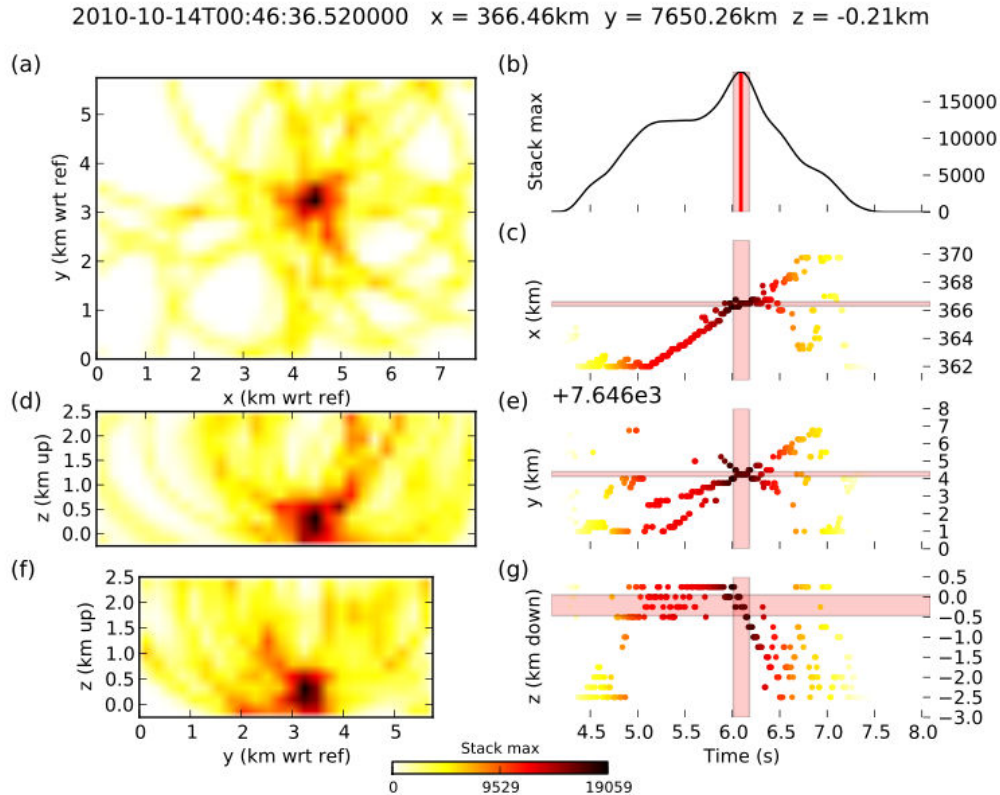 2010-10-14T00:46:36.520000 x = 366.46km y = 7650.26km z = -0.21km
(a)
5
4
3
2
1
0
y (km wrt ref)
0 1 2 3 4 5 6 7
x (km wrt ref)
(b)
Stack max
15000
10000
5000
0
(c)
x (km)
370
368
366
364
362
(d)
z (km up)
2.5
2.0
1.5
1.0
0.5
0.0
(e)
+7.646e3
y (km)
8
7
6
5
4
3
2
1
0
(f)
z (km up)
2.5
2.0
1.5
1.0
0.5
0.0
0 1 2 3 4 5
y (km wrt ref)
(g)
z (km down)
0.5
0.0
−0.5
−1.0
−1.5
−2.0
−2.5
−3.0
4.5 5.0 5.5 6.0 6.5 7.0 7.5 8.0
Time (s)
Stack max
0 9529 19059